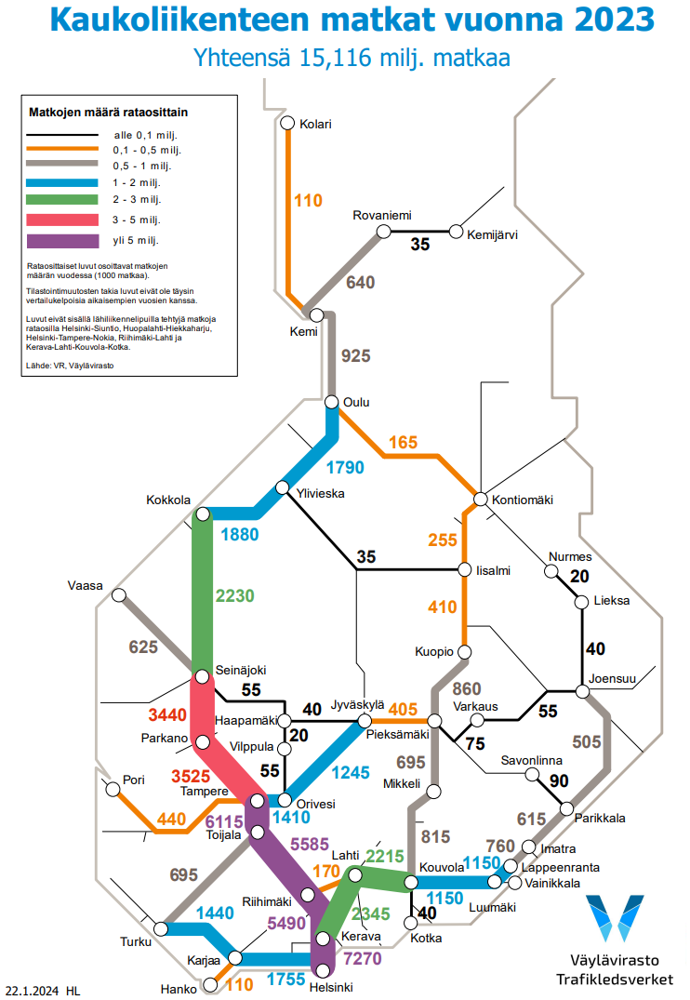 Kaukoliikenteen matkat vuonna 2023
Yhteensä 15,116 milj. matkaa
Matkojen määrä rataosittain
alle 0,1 milj.
0,1 - 0,5 milj.
0,5 - 1 milj.
1 - 2 milj.
2 - 3 milj.
3 - 5 milj.
yli 5 milj.
Rataosittaiset luvut osoittavat matkojen
määrän vuodessa (1000 matkaa).
Tilastointimuutosten takia luvut eivät ole täysin
vertailukelpoisia aikaisempien vuosien kanssa.
Luvut eivät sisällä lähiliikennelipuilla tehtyjä matkoja
rataosilla Helsinki-Siuntio, Huopalahti-Hiekkaharju,
Helsinki-Tampere-Nokia, Riihimäki-Lahti ja
Kerava-Lahti-Kouvola-Kotka.
Lähde: VR, Väylävirasto
Kolari
110
Rovaniemi
Kemijärvi
35
640
Kemi
925
Oulu
165
1790
Kokkola
Ylivieska
Kontiomäki
1880
255
35
Nurmes
20
Iisalmi
Vaasa
2230
410
Lieksa
625
Kuopio
40
Seinäjoki
55
860
Joensuu
3440
Haapamäki
40
Jyväskylä
405
Varkaus
55
Parkano
20
Pieksämäki
75
505
Vilppula
Savonlinna
3525
55
1245
695
90
Pori
Tampere
Mikkeli
440
6115
1410
Orivesi
615
Parikkala
Toijala
5585
815
Lahti
2215
760
Imatra
695
170
Kouvola
1150
Lappeenranta
Vainikkala
Riihimäki
1150
Luumäki
1440
5490
2345
40
Turku
Kerava
Kotka
Karjaa
7270
1755
Hanko
110
Helsinki
Väylävirasto
Trafikledsverket
22.1.2024 HL